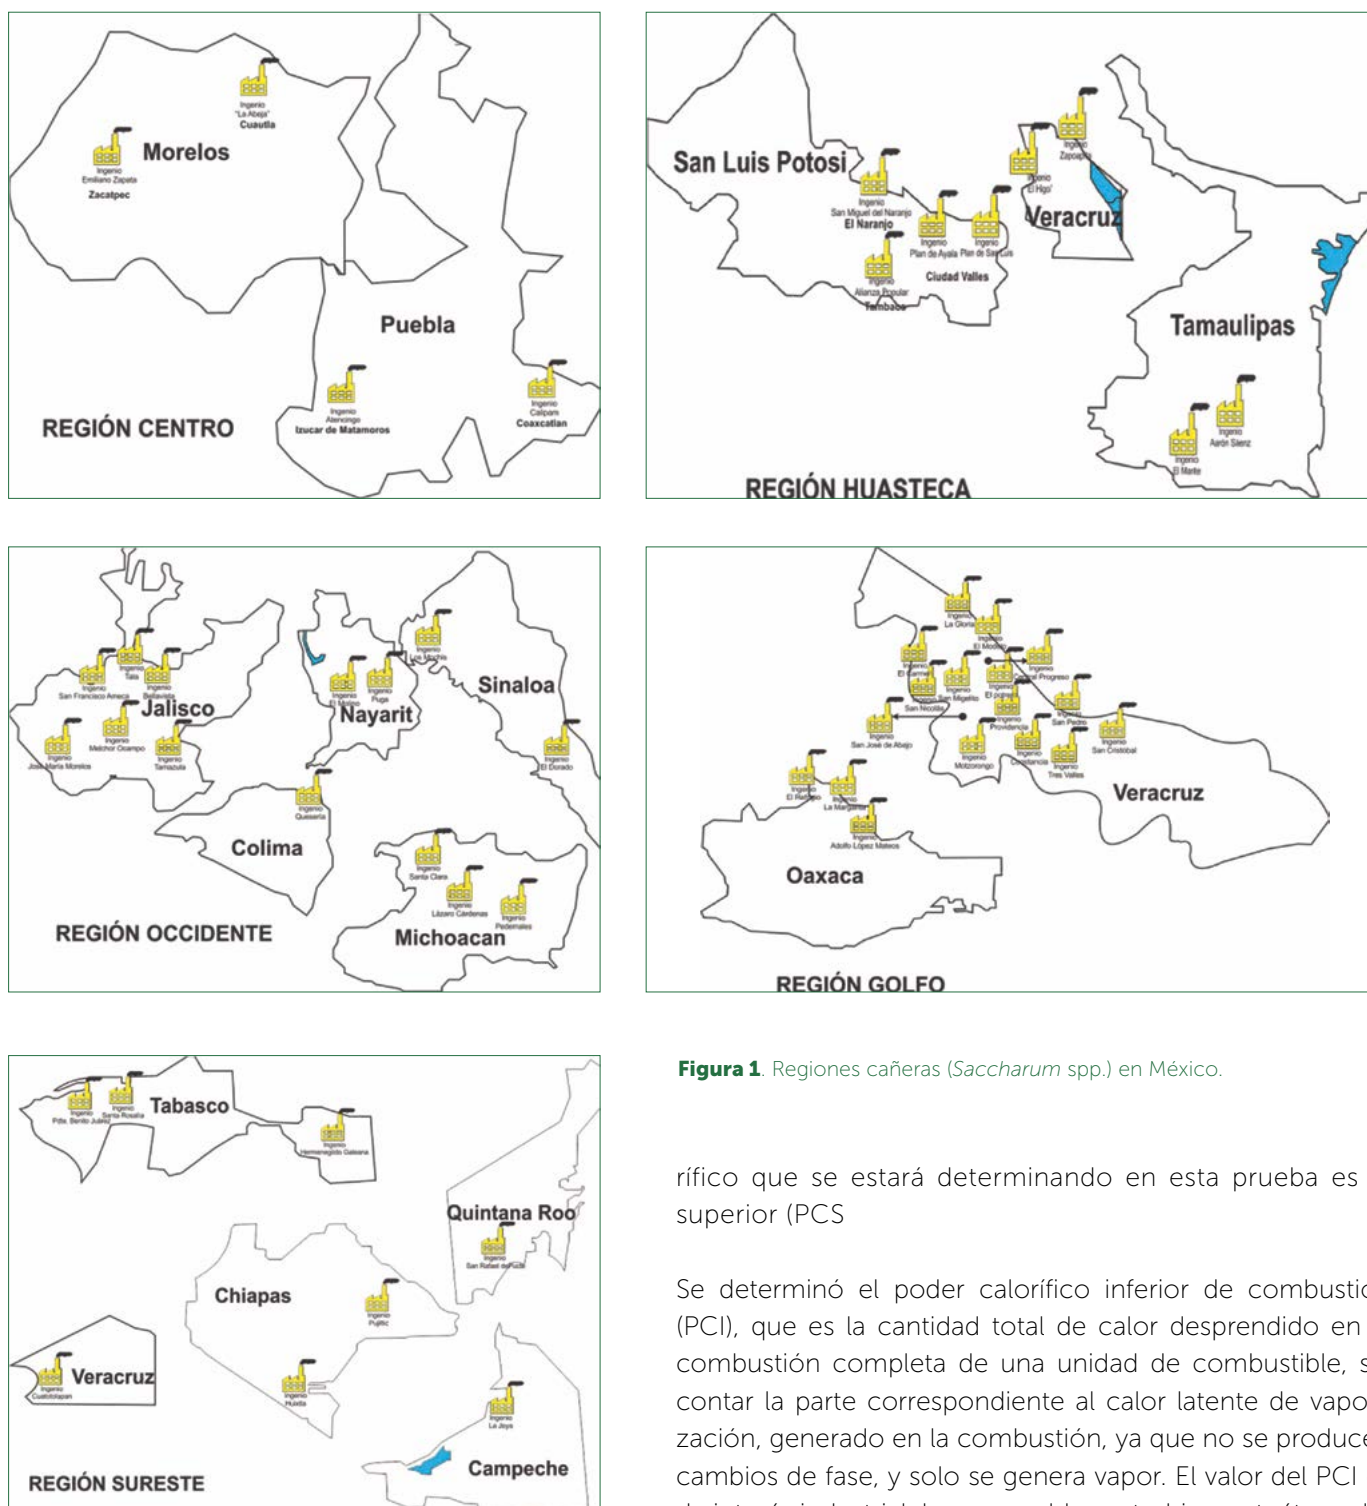 Ingenio
"La Abeja"
Cuautla
Morelos
Ingenio
Emiliano Zapata
Zacatpec
Puebla
Ingenio
Atencingo
Izucar de Matamoros
Ingenio
Calipam
Coaxcatlan
REGIÓN CENTRO
San Luis Potosi
Ingenio
San Miguel del Naranjo
El Naranjo
Ingenio
Plan de Ayala
Ingenio
Plan de San Luis
Ciudad Valles
Ingenio
Alianza Popular
Tambaca
Ingenio
Zapoapita
Ingenio
El Higo'
Veracruz
Tamaulipas
Ingenio
Aarón Sáenz
Ingenio
El Mante
REGIÓN HUASTECA
Ingenio
Tala
Ingenio
San Francisco Ameca
Ingenio
Bellavista
Jalisco
Ingenio
Melchor Ocampo
Ingenio
José María Morelos
Ingenio
Tamazula
Ingenio
El Molino
Ingenio
Puga
Nayarit
Ingenio
Los Mochis
Sinaloa
Ingenio
El Dorado
Ingenio
Quesería
Colima
Ingenio
Santa Clara
Ingenio
Lázaro Cárdenas
Ingenio
Pedernales
Michoacan
REGIÓN OCCIDENTE
Ingenio
La Gloria
Ingenio
El Modelo
Ingenio
El Carmen
Ingenio
Central Progreso
Ingenio
San Miguelito
Ingenio
El potrero
Ingenio
San Nicolás
Ingenio
Providencia
Ingenio
San Pedro
Ingenio
San José de Abajo
Ingenio
Motzorongo
Ingenio
Constancia
Ingenio
Tres Valles
Ingenio
San Cristóbal
Veracruz
Ingenio
El Refugio
Ingenio
La Margarita
Ingenio
Adolfo López Mateos
Oaxaca
REGIÓN GOLFO
Ingenio
Pdte. Benito Juárez
Ingenio
Santa Rosalía
Tabasco
Ingenio
Hermenegildo Galeana
Quintana Roo
Ingenio
San Rafael de Pucté
Chiapas
Ingenio
Pujiltic
Ingenio
Huixtla
Veracruz
Ingenio
Cuatotolapan
Ingenio
La Joya
Campeche
REGIÓN SURESTE
Figura 1. Regiones cañeras (Saccharum spp.) en México.
rífico que se estará determinando en esta prueba es
superior (PCS
Se determinó el poder calorífico inferior de combustió
(PCI), que es la cantidad total de calor desprendido en
combustión completa de una unidad de combustible, s
contar la parte correspondiente al calor latente de vapo
zación, generado en la combustión, ya que no se produce
cambios de fase, y solo se genera vapor. El valor del PCI